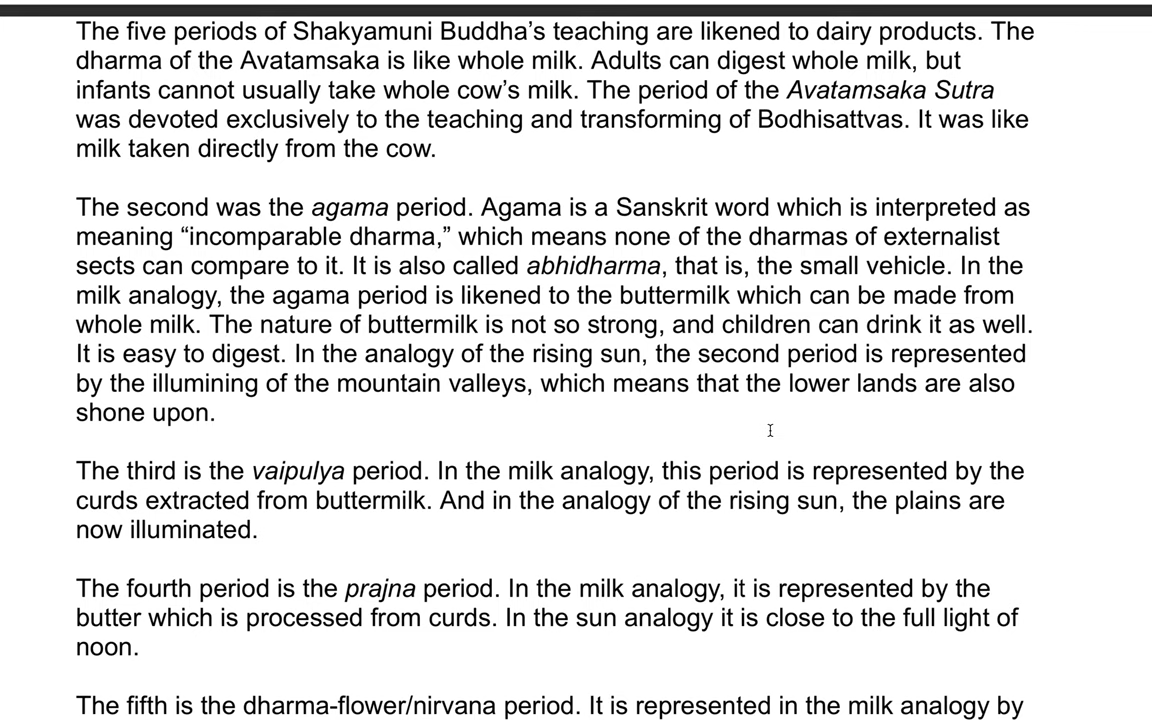 The five periods of Shakyamuni Buddha’s teaching are likened to dairy products. The
dharma of the Avatamsaka is like whole milk. Adults can digest whole milk, but
infants cannot usually take whole cow’s milk. The period of the Avatamsaka Sutra
was devoted exclusively to the teaching and transforming of Bodhisattvas. It was like
milk taken directly from the cow.
The second was the agama period. Agama is a Sanskrit word which is interpreted as
meaning “incomparable dharma,” which means none of the dharmas of externalist
sects can compare to it. It is also called abhidharma, that is, the small vehicle. In the
milk analogy, the agama period is likened to the buttermilk which can be made from
whole milk. The nature of buttermilk is not so strong, and children can drink it as well.
It is easy to digest. In the analogy of the rising sun, the second period is represented
by the illumining of the mountain valleys, which means that the lower lands are also
shone upon.
The third is the vaipulya period. In the milk analogy, this period is represented by the
curds extracted from buttermilk. And in the analogy of the rising sun, the plains are
now illuminated.
The fourth period is the prajna period. In the milk analogy, it is represented by the
butter which is processed from curds. In the sun analogy it is close to the full light of
noon.
The fifth is the dharma-flower/nirvana period. It is represented in the milk analogy by